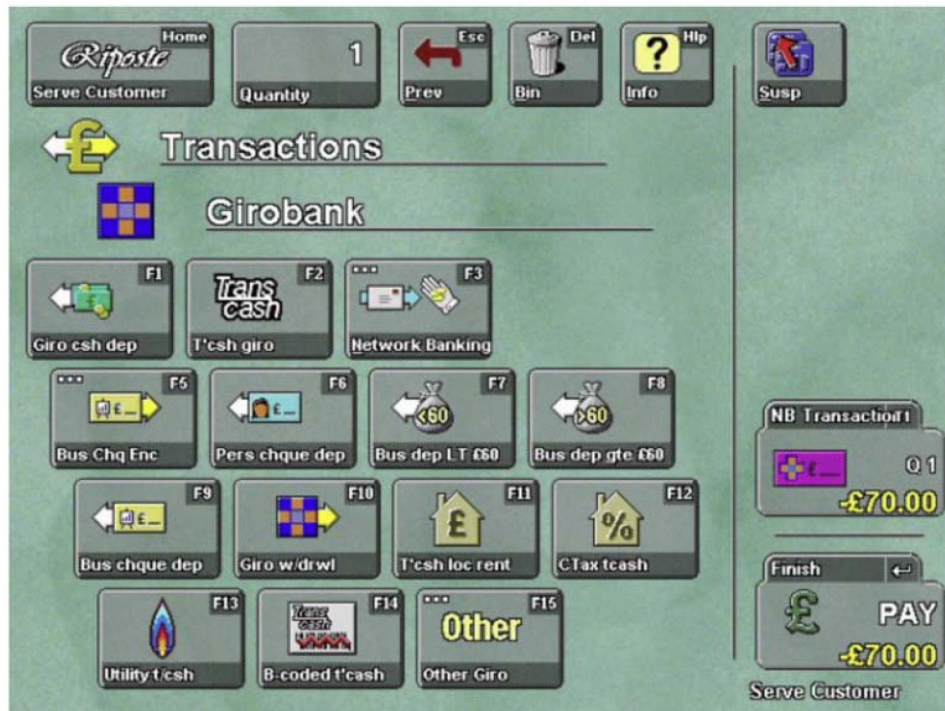 Home
Riposte
Serve Customer
1
Quantity
Esc
Prev
Del
Bin
Hlp
?
Info
Susp
£
Transactions
Girobank
F1
£
Giro csh dep
F2
Trans
cash
T'csh giro
F3
Network Banking
F5
£
Bus Chq Enc
F6
£
Pers chque dep
F7
<60
Bus dep LT £60
F8
>60
Bus dep gte £60
F9
£
Bus chque dep
F10
Giro w/drwl
F11
£
T'csh loc rent
F12
%
CTax tcash
F13
Utility t/csh
F14
Trans
cash
B-coded t'cash
F15
Other
Other Giro
NB Transaction
£
Q 1
-£70.00
Finish
£
PAY
-£70.00
Serve Customer